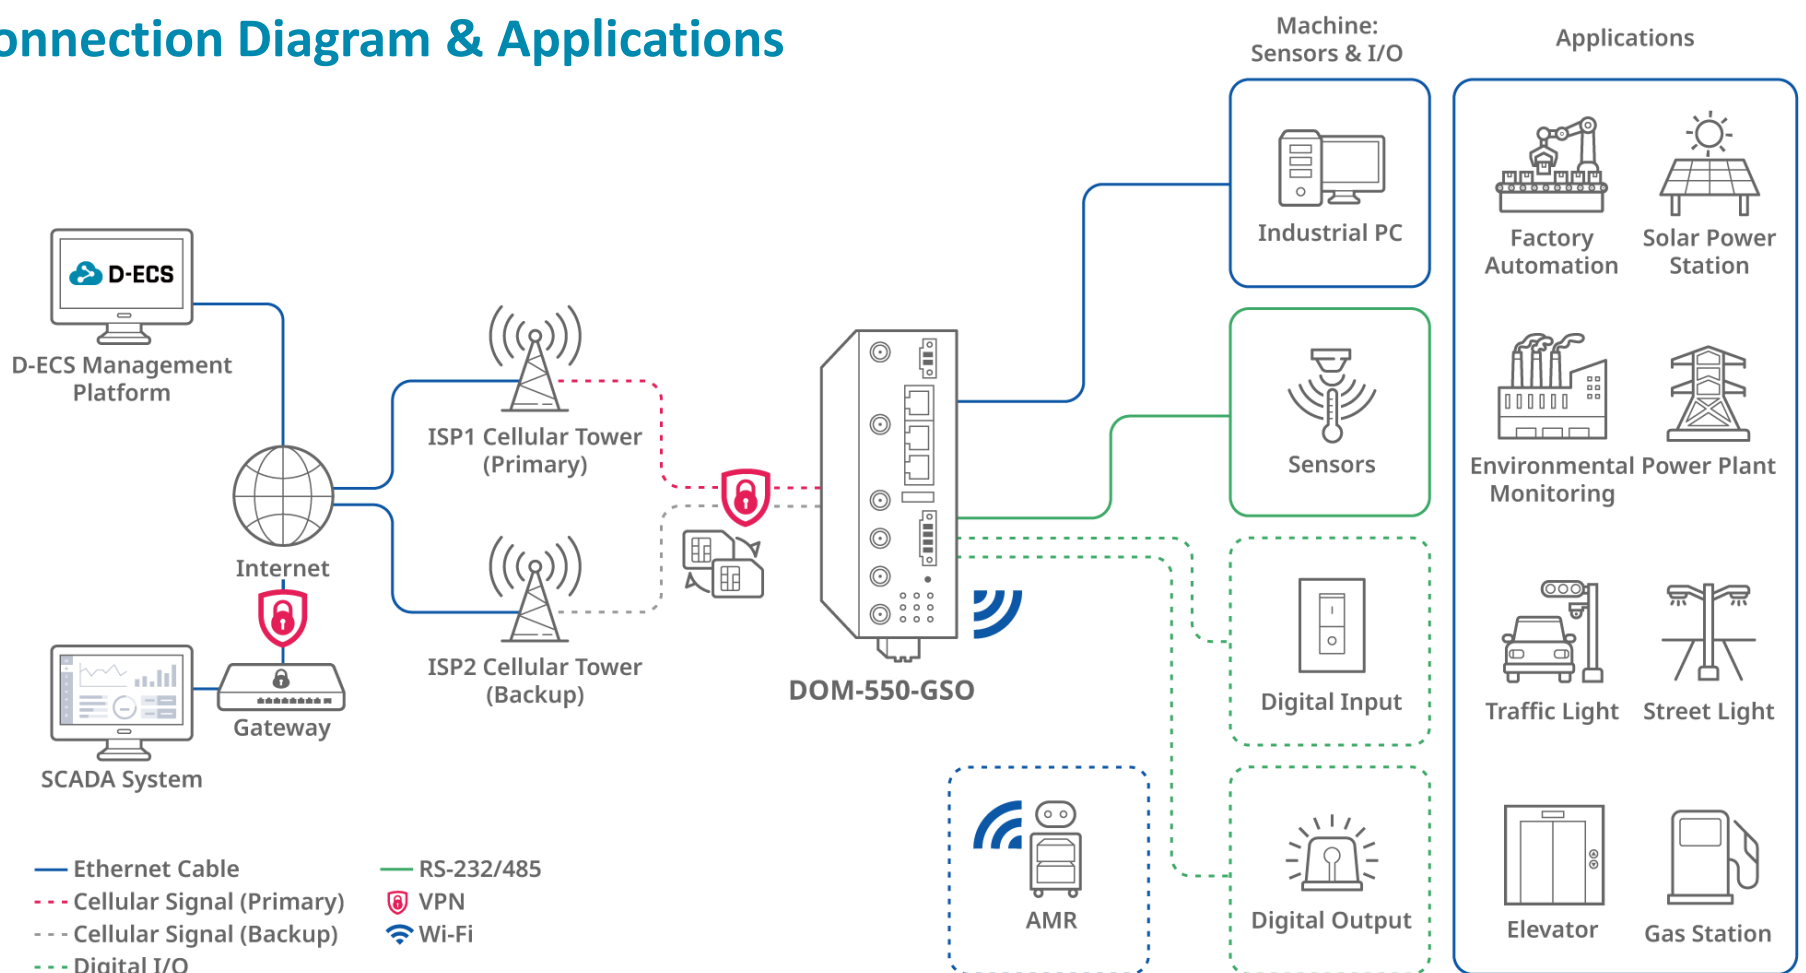 onnection Diagram & Applications
Machine:
Sensors & I/O
Applications
Industrial PC
Factory
Automation
Solar Power
Station
D-ECS
D-ECS Management
Platform
ISP1 Cellular Tower
(Primary)
Sensors
Environmental
Monitoring
Power Plant
Internet
ISP2 Cellular Tower
(Backup)
DOM-550-GSO
Digital Input
Traffic Light
Street Light
Gateway
SCADA System
AMR
Digital Output
Elevator
Gas Station
Ethernet Cable
Cellular Signal (Primary)
Cellular Signal (Backup)
Digital I/O
RS-232/485
VPN
Wi-Fi